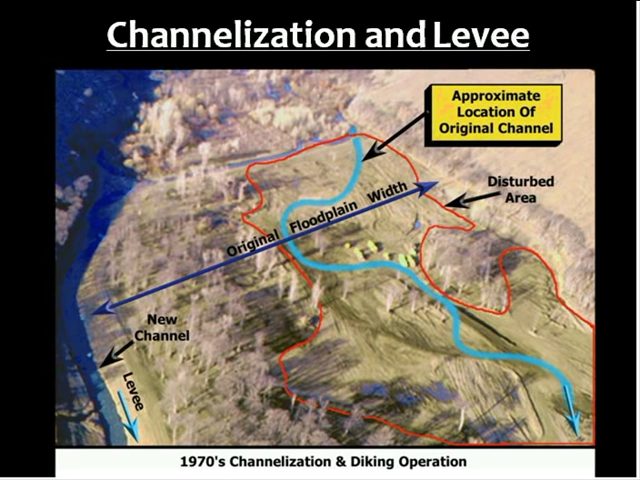 Channelization and Levee
Approximate
Location Of
Original Channel
Disturbed
Area
Original Floodplain Width
New
Channel
Levee
1970's Channelization & Diking Operation